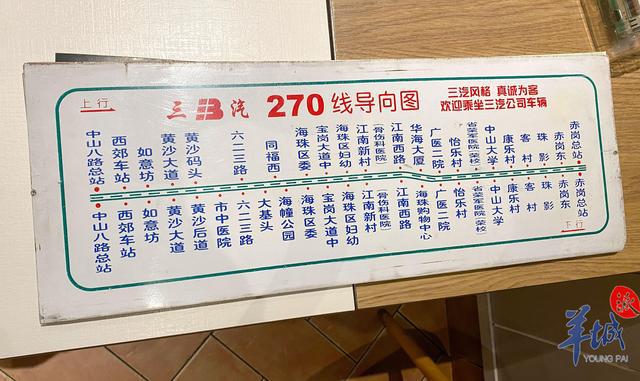 上行
三汽 270 线导向图
三汽风格 真诚为客
欢迎乘坐三汽公司车辆
中山八路总站
西郊车站
如意坊
黄沙大道
黄沙码头
六二三路
同福西
海珠区委
宝岗大道中
海珠区妇幼
江南新村
(骨伤科医院)
江南西路
华海大厦
广医二院
怡乐村
省荣军医院(荣校)
中山大学
康乐村
客村
珠影
赤岗东
赤岗总站
中山八路总站
西郊车站
如意坊
黄沙大道
黄沙后道
市中医院
六二三路
大基头
海幢公园
海珠区委
宝岗大道中
海珠区妇幼
江南新村
(骨伤科医院)
江南西路
海珠购物中心
广医二院
怡乐村
省荣军医院(荣校)
中山大学
康乐村
客村
珠影
赤岗东
赤岗总站
下行
羊城派
YOUNG PAI